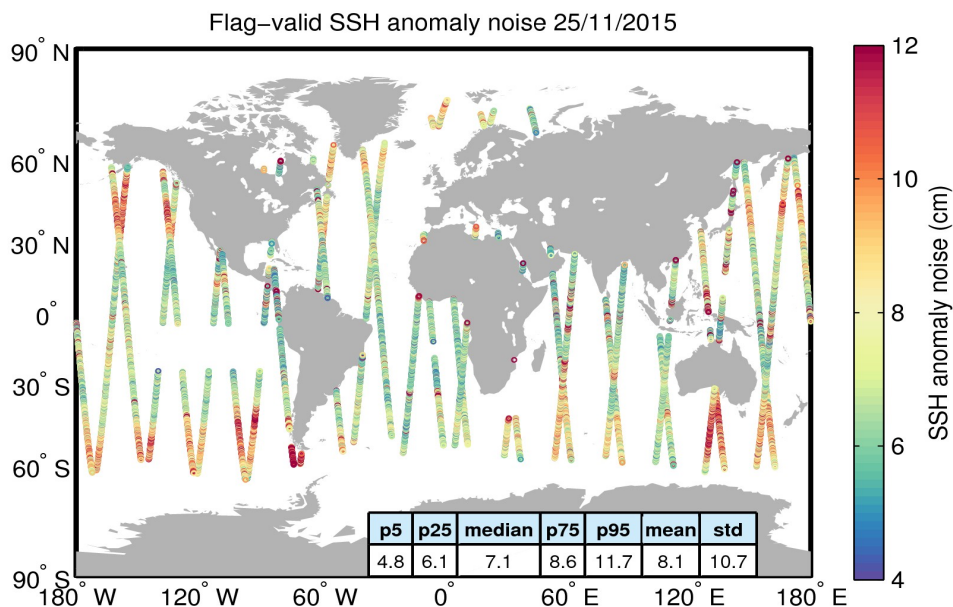 Flag−valid SSH anomaly noise 25/11/2015
90° N
60° N
30° N
0°
30° S
60° S
90° S
180° W
120° W
60° W
0°
60° E
120° E
180° E
p5 p25 median p75 p95 mean std
4.8 6.1 7.1 8.6 11.7 8.1 10.7
12
10
8
6
4
SSH anomaly noise (cm)